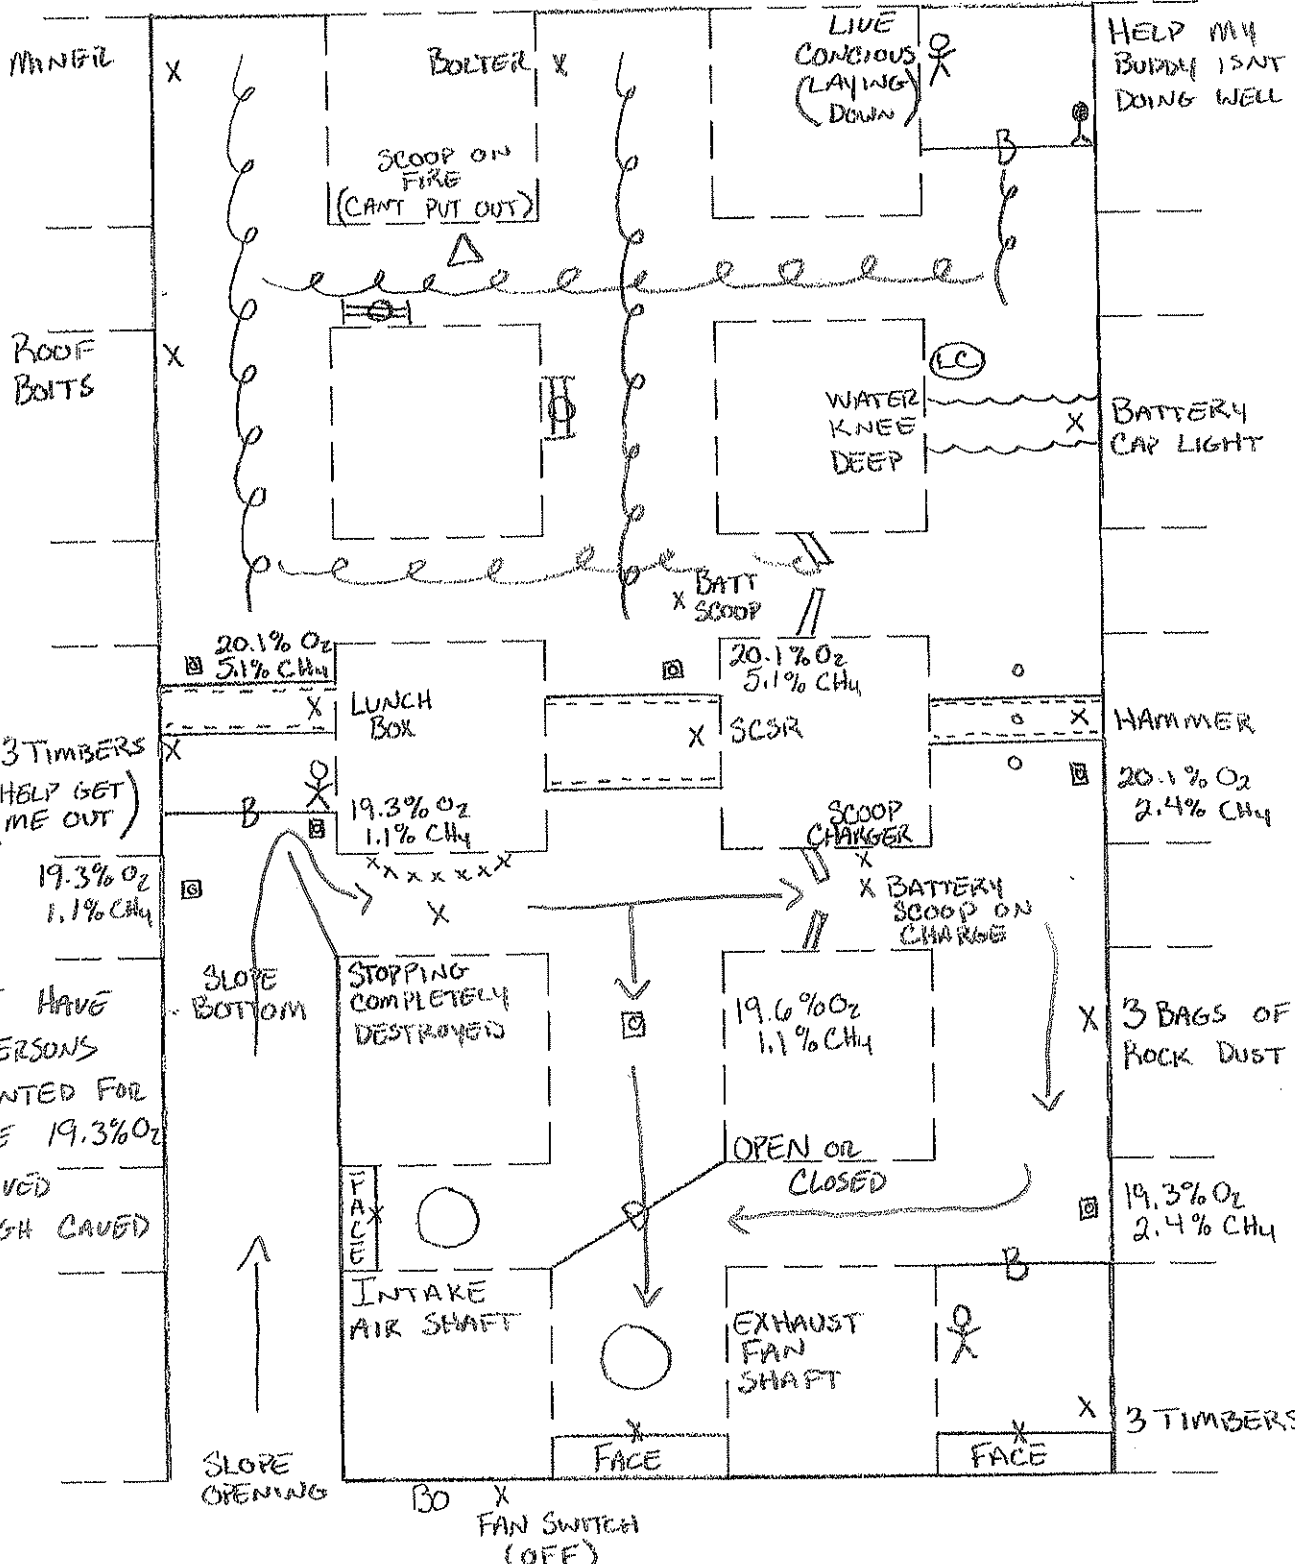 MINER
BOLTER
LIVE
CONCIOUS
(LAYING)
DOWN
HELP MY
BUDDY ISNT
DOING WELL
SCOOP ON
FIRE
(CANT PUT OUT)
B
ROOF
BOLTS
LC
WATER
KNEE
DEEP
BATTERY
CAP LIGHT
BATT
SCOOP
20.1% O2
5.1% CH4
20.1% O2
5.1% CH4
LUNCH
BOX
SCSR
HAMMER
3 TIMBERS
HELP GET)
ME OUT
B
19.3% O2
1.1% CH4
20.1% O2
2.4% CH4
SCOOP
CHARGER
19.3% O2
1.1% CH4
BATTERY
SCOOP ON
CHARGE
SLOPE
BOTTOM
STOPPING
COMPLETELY
DESTROYED
19.6% O2
1.1% CH4
3 BAGS OF
ROCK DUST
HAVE
ERSONS
NTED FOR
E 19.3% O2
VED
GH CAVED
OPEN OR
CLOSED
FACE
19.3% O2
2.4% CH4
B
INTAKE
AIR SHAFT
EXHAUST
FAN
SHAFT
3 TIMBERS
FACE
FACE
SLOPE
OPENING
BO
FAN SWITCH
(OFF)